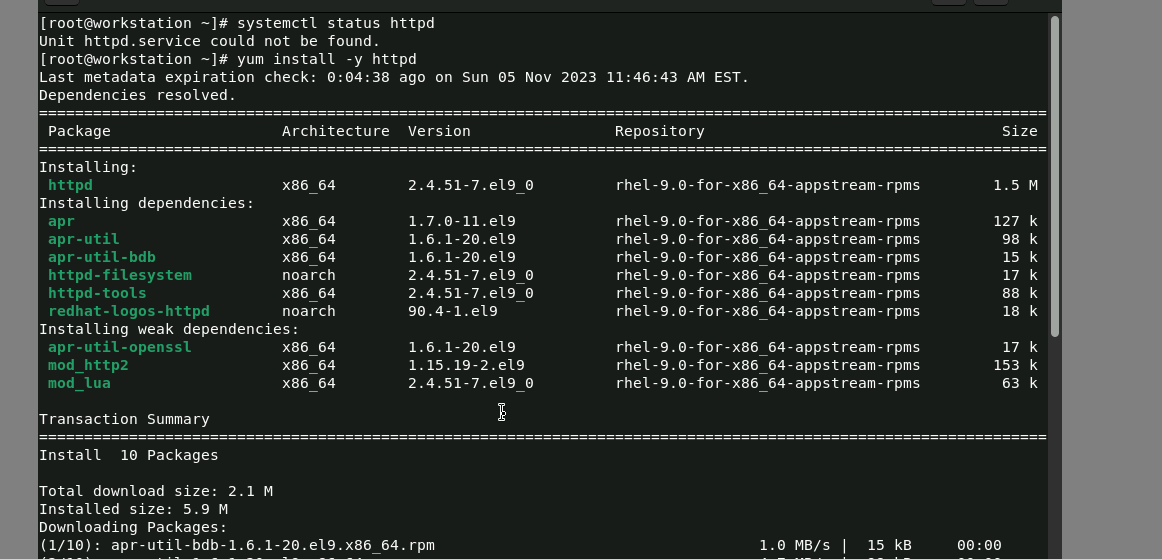 [root@workstation ~]# systemctl status httpd
Unit httpd.service could not be found.
[root@workstation ~]# yum install -y httpd
Last metadata expiration check: 0:04:38 ago on Sun 05 Nov 2023 11:46:43 AM EST.
Dependencies resolved.
================================================================================================================
 Package                   Architecture  Version                Repository                                 Size
================================================================================================================
Installing:
 httpd                     x86_64        2.4.51-7.el9_0         rhel-9.0-for-x86_64-appstream-rpms        1.5 M
Installing dependencies:
 apr                       x86_64        1.7.0-11.el9           rhel-9.0-for-x86_64-appstream-rpms        127 k
 apr-util                  x86_64        1.6.1-20.el9           rhel-9.0-for-x86_64-appstream-rpms         98 k
 apr-util-bdb              x86_64        1.6.1-20.el9           rhel-9.0-for-x86_64-appstream-rpms         15 k
 httpd-filesystem          noarch        2.4.51-7.el9_0         rhel-9.0-for-x86_64-appstream-rpms         17 k
 httpd-tools               x86_64        2.4.51-7.el9_0         rhel-9.0-for-x86_64-appstream-rpms         88 k
 redhat-logos-httpd        noarch        90.4-1.el9             rhel-9.0-for-x86_64-appstream-rpms         18 k
Installing weak dependencies:
 apr-util-openssl          x86_64        1.6.1-20.el9           rhel-9.0-for-x86_64-appstream-rpms         17 k
 mod_http2                 x86_64        1.15.19-2.el9          rhel-9.0-for-x86_64-appstream-rpms        153 k
 mod_lua                   x86_64        2.4.51-7.el9_0         rhel-9.0-for-x86_64-appstream-rpms         63 k
Transaction Summary
================================================================================================================
Install  10 Packages
Total download size: 2.1 M
Installed size: 5.9 M
Downloading Packages:
(1/10): apr-util-bdb-1.6.1-20.el9.x86_64.rpm                                    1.0 MB/s |  15 kB     00:00